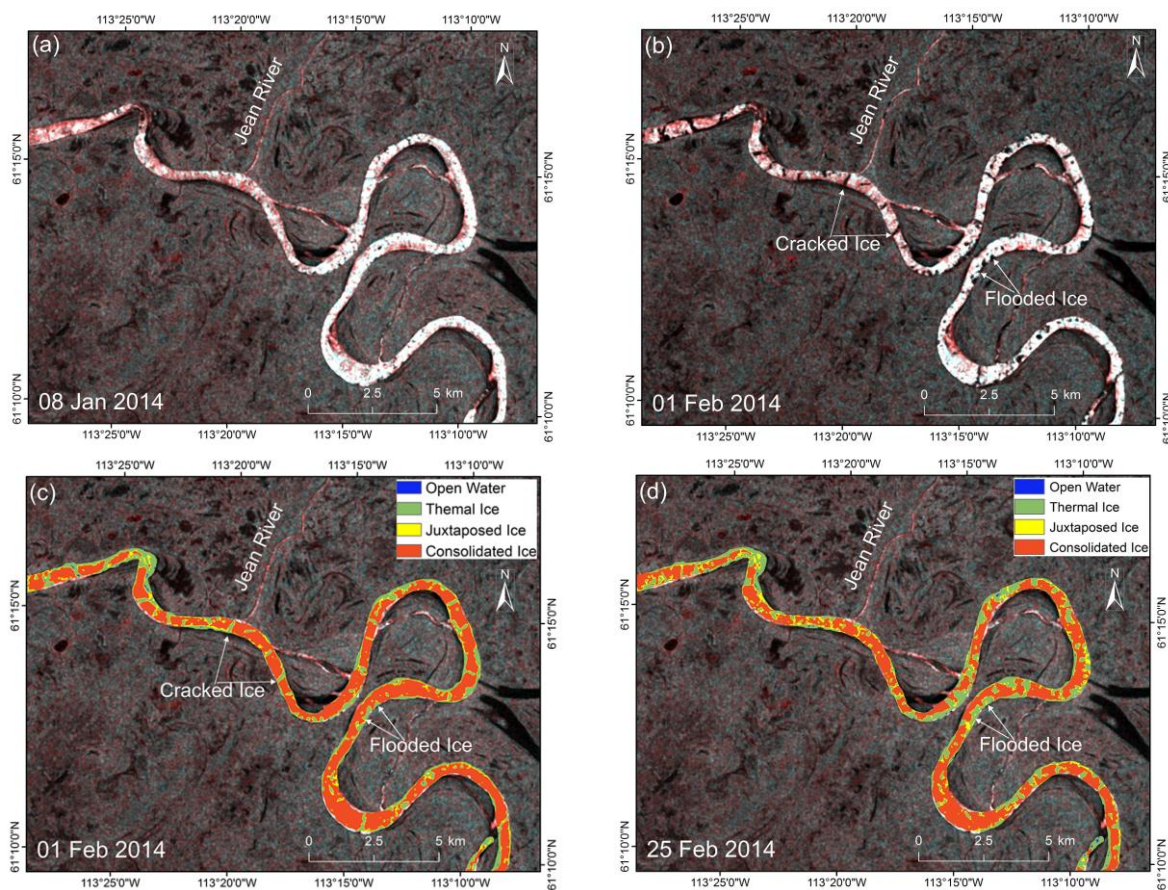 113°25'0"W 113°20'0"W 113°15'0"W 113°10'0"W
(a)
N
Jean River
61°15'0"N
61°15'0"N
61°10'0"N
61°10'0"N
08 Jan 2014
0 2.5 5 km
113°25'0"W 113°20'0"W 113°15'0"W 113°10'0"W
113°25'0"W 113°20'0"W 113°15'0"W 113°10'0"W
(b)
N
Jean River
61°15'0"N
61°15'0"N
Cracked Ice
Flooded Ice
61°10'0"N
61°10'0"N
01 Feb 2014
0 2.5 5 km
113°25'0"W 113°20'0"W 113°15'0"W 113°10'0"W
113°25'0"W 113°20'0"W 113°15'0"W 113°10'0"W
(c)
Open Water
Thermal Ice
Juxtaposed Ice
Consolidated Ice
N
Jean River
61°15'0"N
61°15'0"N
Cracked Ice
Flooded Ice
61°10'0"N
61°10'0"N
01 Feb 2014
0 2.5 5 km
113°25'0"W 113°20'0"W 113°15'0"W 113°10'0"W
113°25'0"W 113°20'0"W 113°15'0"W 113°10'0"W
(d)
Open Water
Thermal Ice
Juxtaposed Ice
Consolidated Ice
N
Jean River
61°15'0"N
61°15'0"N
Flooded Ice
61°10'0"N
61°10'0"N
25 Feb 2014
0 2.5 5 km
113°25'0"W 113°20'0"W 113°15'0"W 113°10'0"W